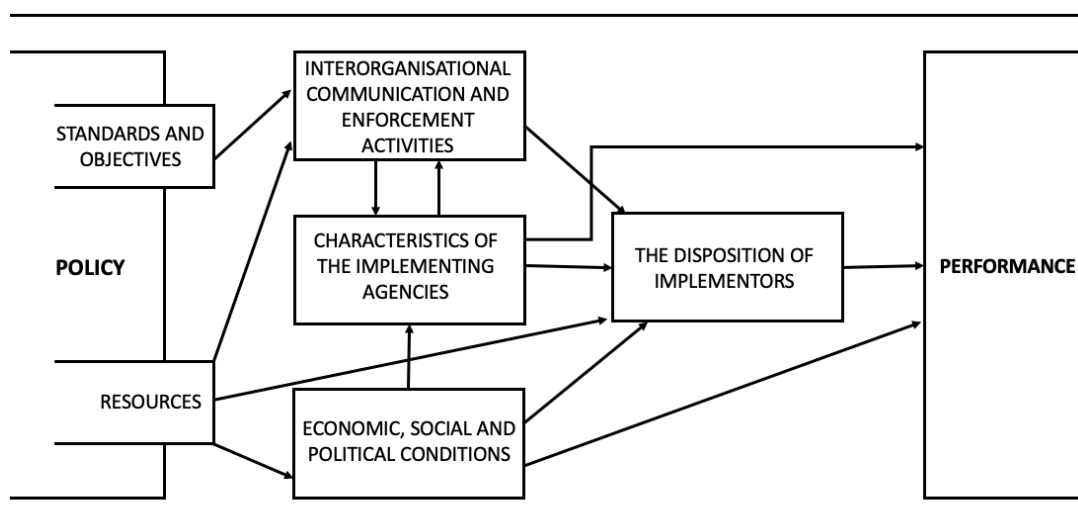 INTERORGANISATIONAL
COMMUNICATION AND
ENFORCEMENT
ACTIVITIES
STANDARDS AND
OBJECTIVES
POLICY
CHARACTERISTICS OF
THE IMPLEMENTING
AGENCIES
THE DISPOSITION OF
IMPLEMENTORS
PERFORMANCE
RESOURCES
ECONOMIC, SOCIAL AND
POLITICAL CONDITIONS